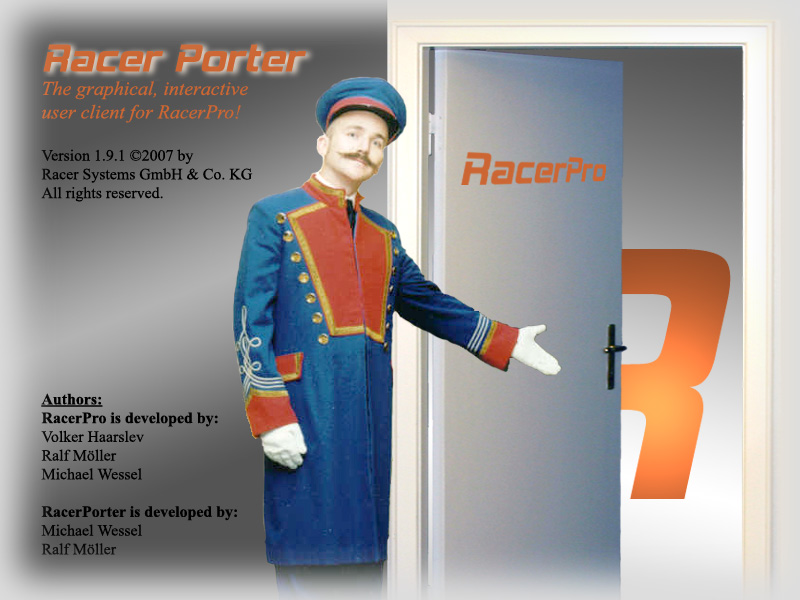 Racer Porter
The graphical, interactive
user client for RacerPro!
Version 1.9.1 ©2007 by
Racer Systems GmbH & Co. KG
All rights reserved.
RacerPro
R
Authors:
RacerPro is developed by:
Volker Haarslev
Ralf Möller
Michael Wessel
RacerPorter is developed by:
Michael Wessel
Ralf Möller